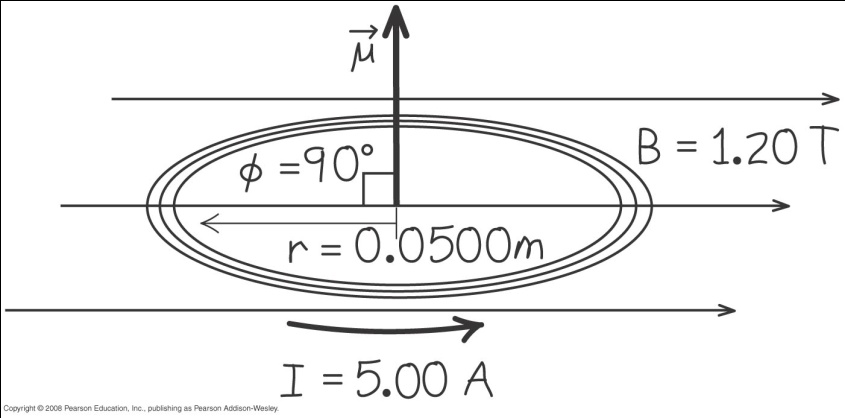 μ
B = 1.20 T
ϕ = 90°
r = 0.0500m
I = 5.00 A
Copyright © 2008 Pearson Education, Inc., publishing as Pearson Addison-Wesley.